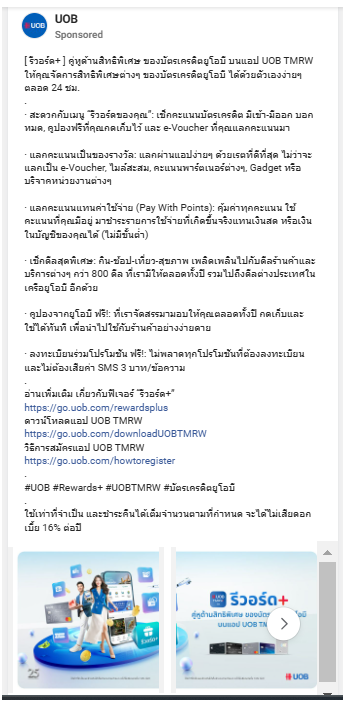 UOB
Sponsored
[ รีวอร์ด+ ] คู่หูด้านสิทธิพิเศษ ของบัตรเครดิตยูโอบี บนแอป UOB TMRW
ให้คุณจัดการสิทธิพิเศษต่างๆ ของบัตรเครดิตยูโอบี ได้ด้วยตัวเองง่ายๆ
ตลอด 24 ชม.
.
· สะดวกกับเมนู “รีวอร์ดของคุณ”: เช็กคะแนนบัตรเครดิต มีเข้า-มีออก บอก
หมด, คูปองฟรีที่คุณกดเก็บไว้ และ e-Voucher ที่คุณแลกคะแนนมา
· แลกคะแนนเป็นของรางวัล: แลกผ่านแอปง่ายๆ ด้วยเรทที่ดีที่สุด ไม่ว่าจะ
แลกเป็น e-Voucher, ไมล์สะสม, คะแนนพาร์ตเนอร์ต่างๆ, Gadget หรือ
บริจาคหน่วยงานต่างๆ
· แลกคะแนนแทนค่าใช้จ่าย (Pay With Points): คุ้มค่าทุกคะแนน ใช้
คะแนนที่คุณมีอยู่ มาชำระรายการใช้จ่ายที่เกิดขึ้นจริงแทนเงินสด หรือเงิน
ในบัญชีของคุณได้ (ไม่มีขั้นต่ำ)
· เช็กดีลสุดพิเศษ: กิน-ช้อป-เที่ยว-สุขภาพ เพลิดเพลินไปกับดีลร้านค้าและ
บริการต่างๆ กว่า 800 ดีล ที่เรามีให้ตลอดทั้งปี รวมไปถึงดีลต่างประเทศใน
เครือยูโอบี อีกด้วย
· คูปองจากยูโอบี ฟรี!: ที่เราจัดสรรมามอบให้คุณตลอดทั้งปี กดเก็บและ
ใช้ได้ทันที เพื่อนำไปใช้กับร้านค้าอย่างง่ายดาย
· ลงทะเบียนร่วมโปรโมชัน ฟรี!: ไม่พลาดทุกโปรโมชันที่ต้องลงทะเบียน
และไม่ต้องเสียค่า SMS 3 บาท/ข้อความ
.
อ่านเพิ่มเติม เกี่ยวกับฟีเจอร์ “รีวอร์ด+”
https://go.uob.com/rewardsplus
ดาวน์โหลดแอป UOB TMRW
https://go.uob.com/downloadUOBTMRW
วิธีการสมัครแอป UOB TMRW
https://go.uob.com/howtoregister
.
#UOB #Rewards+ #UOBTMRW #บัตรเครดิตยูโอบี
.
ใช้เท่าที่จำเป็น และชำระคืนได้เต็มจำนวนตามที่กำหนด จะได้ไม่เสียดอก
เบี้ย 16% ต่อปี
รีวอร์ด+
คู่หูด้านสิทธิพิเศษ ของบัตร
บนแอป UOB
UOB